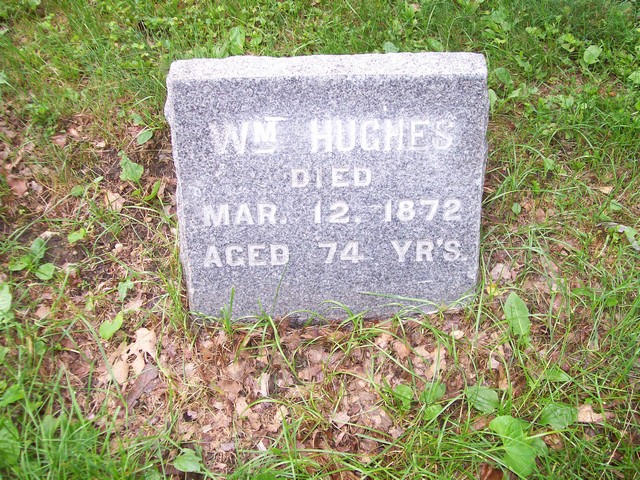 Wᴹ HUGHES
DIED
MAR. 12. 1872
AGED 74 YR'S.